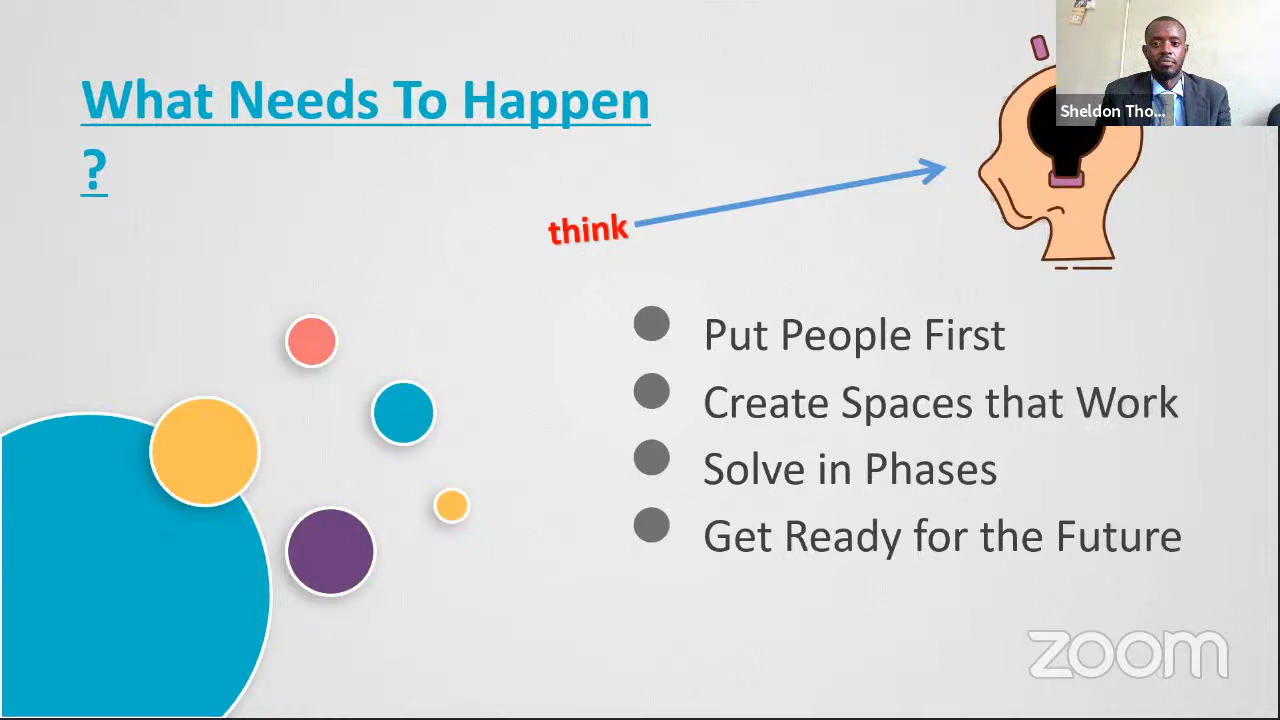 What Needs To Happen
?
Sheldon Tho...
think
Put People First
Create Spaces that Work
Solve in Phases
Get Ready for the Future
zoom